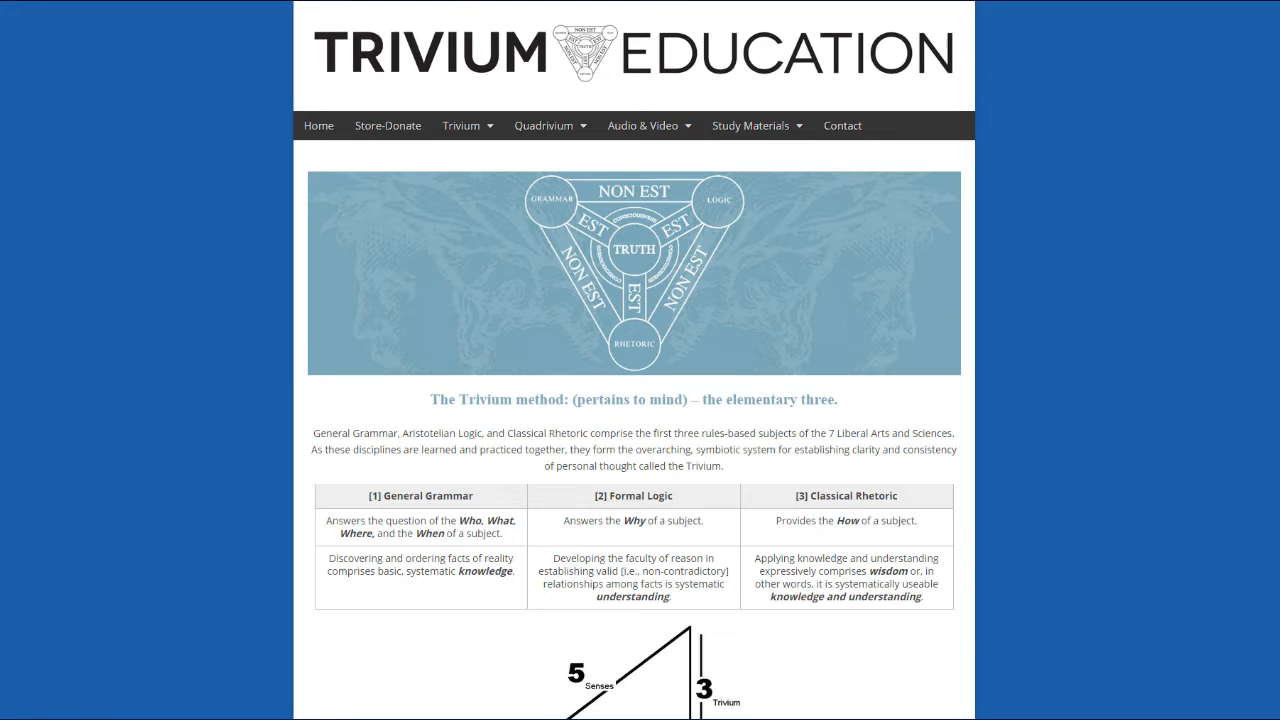 TRIVIUM EDUCATION
Home Store-Donate Trivium Quadrivium Audio & Video Study Materials Contact
NON EST
GRAMMAR LOGIC
EST EST
CONSCIOUSNESS
TRUTH
NON EST NON EST
EST
RHETORIC
The Trivium method: (pertains to mind) – the elementary three.
General Grammar, Aristotelian Logic, and Classical Rhetoric comprise the first three rules-based subjects of the 7 Liberal Arts and Sciences.
As these disciplines are learned and practiced together, they form the overarching, symbiotic system for establishing clarity and consistency
of personal thought called the Trivium.
[1] General Grammar [2] Formal Logic [3] Classical Rhetoric
Answers the question of the Who, What,
Where, and the When of a subject.
Answers the Why of a subject.
Provides the How of a subject.
Discovering and ordering facts of reality
comprises basic, systematic knowledge.
Developing the faculty of reason in
establishing valid [i.e., non-contradictory]
relationships among facts is systematic
understanding.
Applying knowledge and understanding
expressively comprises wisdom or, in
other words, it is systematically useable
knowledge and understanding.
5 Senses
3 Trivium